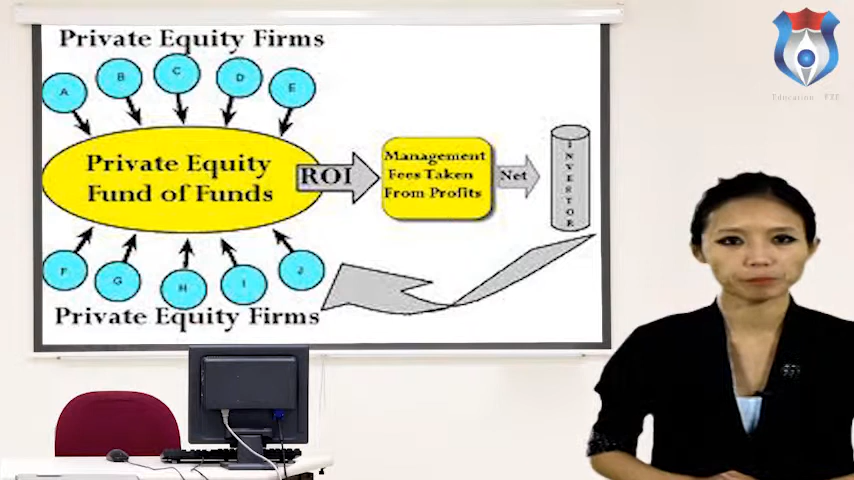 Private Equity Firms
A
B
C
D
E
Private Equity
Fund of Funds
ROI
Management
Fees Taken
From Profits
Net
INVESTOR
F
G
H
I
J
Private Equity Firms